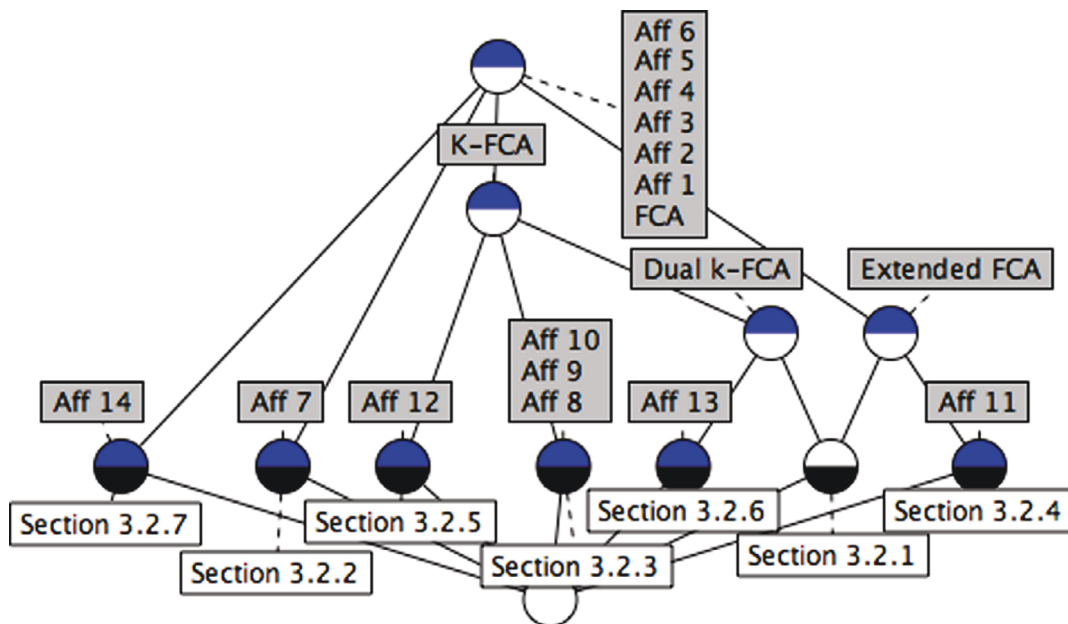 Aff 6
Aff 5
Aff 4
Aff 3
Aff 2
Aff 1
FCA
K-FCA
Dual k-FCA
Extended FCA
Aff 10
Aff 9
Aff 8
Aff 14
Aff 7
Aff 12
Aff 13
Aff 11
Section 3.2.7
Section 3.2.5
Section 3.2.6
Section 3.2.4
Section 3.2.2
Section 3.2.3
Section 3.2.1